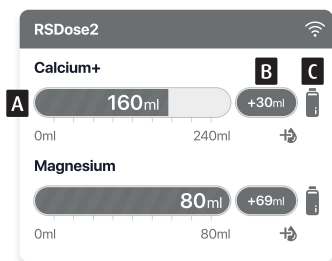 RSDose2
Calcium+
B C
A 160ml +30ml
0ml 240ml
Magnesium
80ml +69ml
0ml 80ml